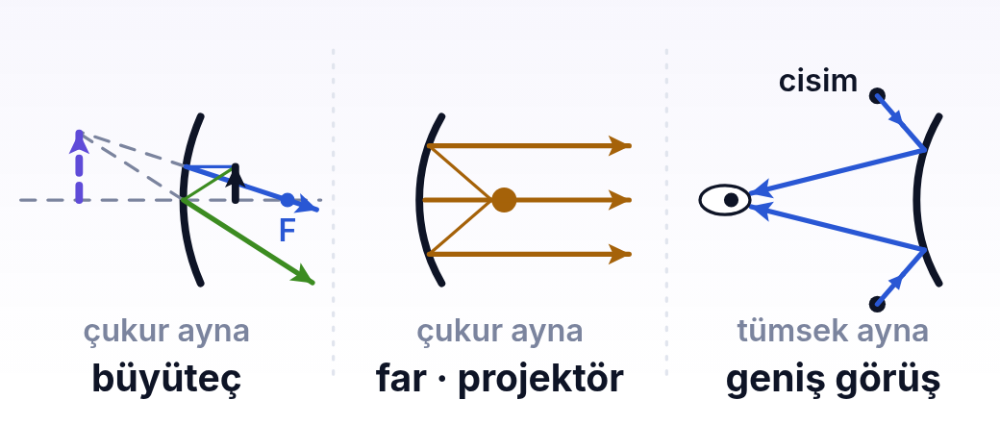 cisim
F
çukur ayna
büyüteç
çukur ayna
far · projektör
tümsek ayna
geniş görüş